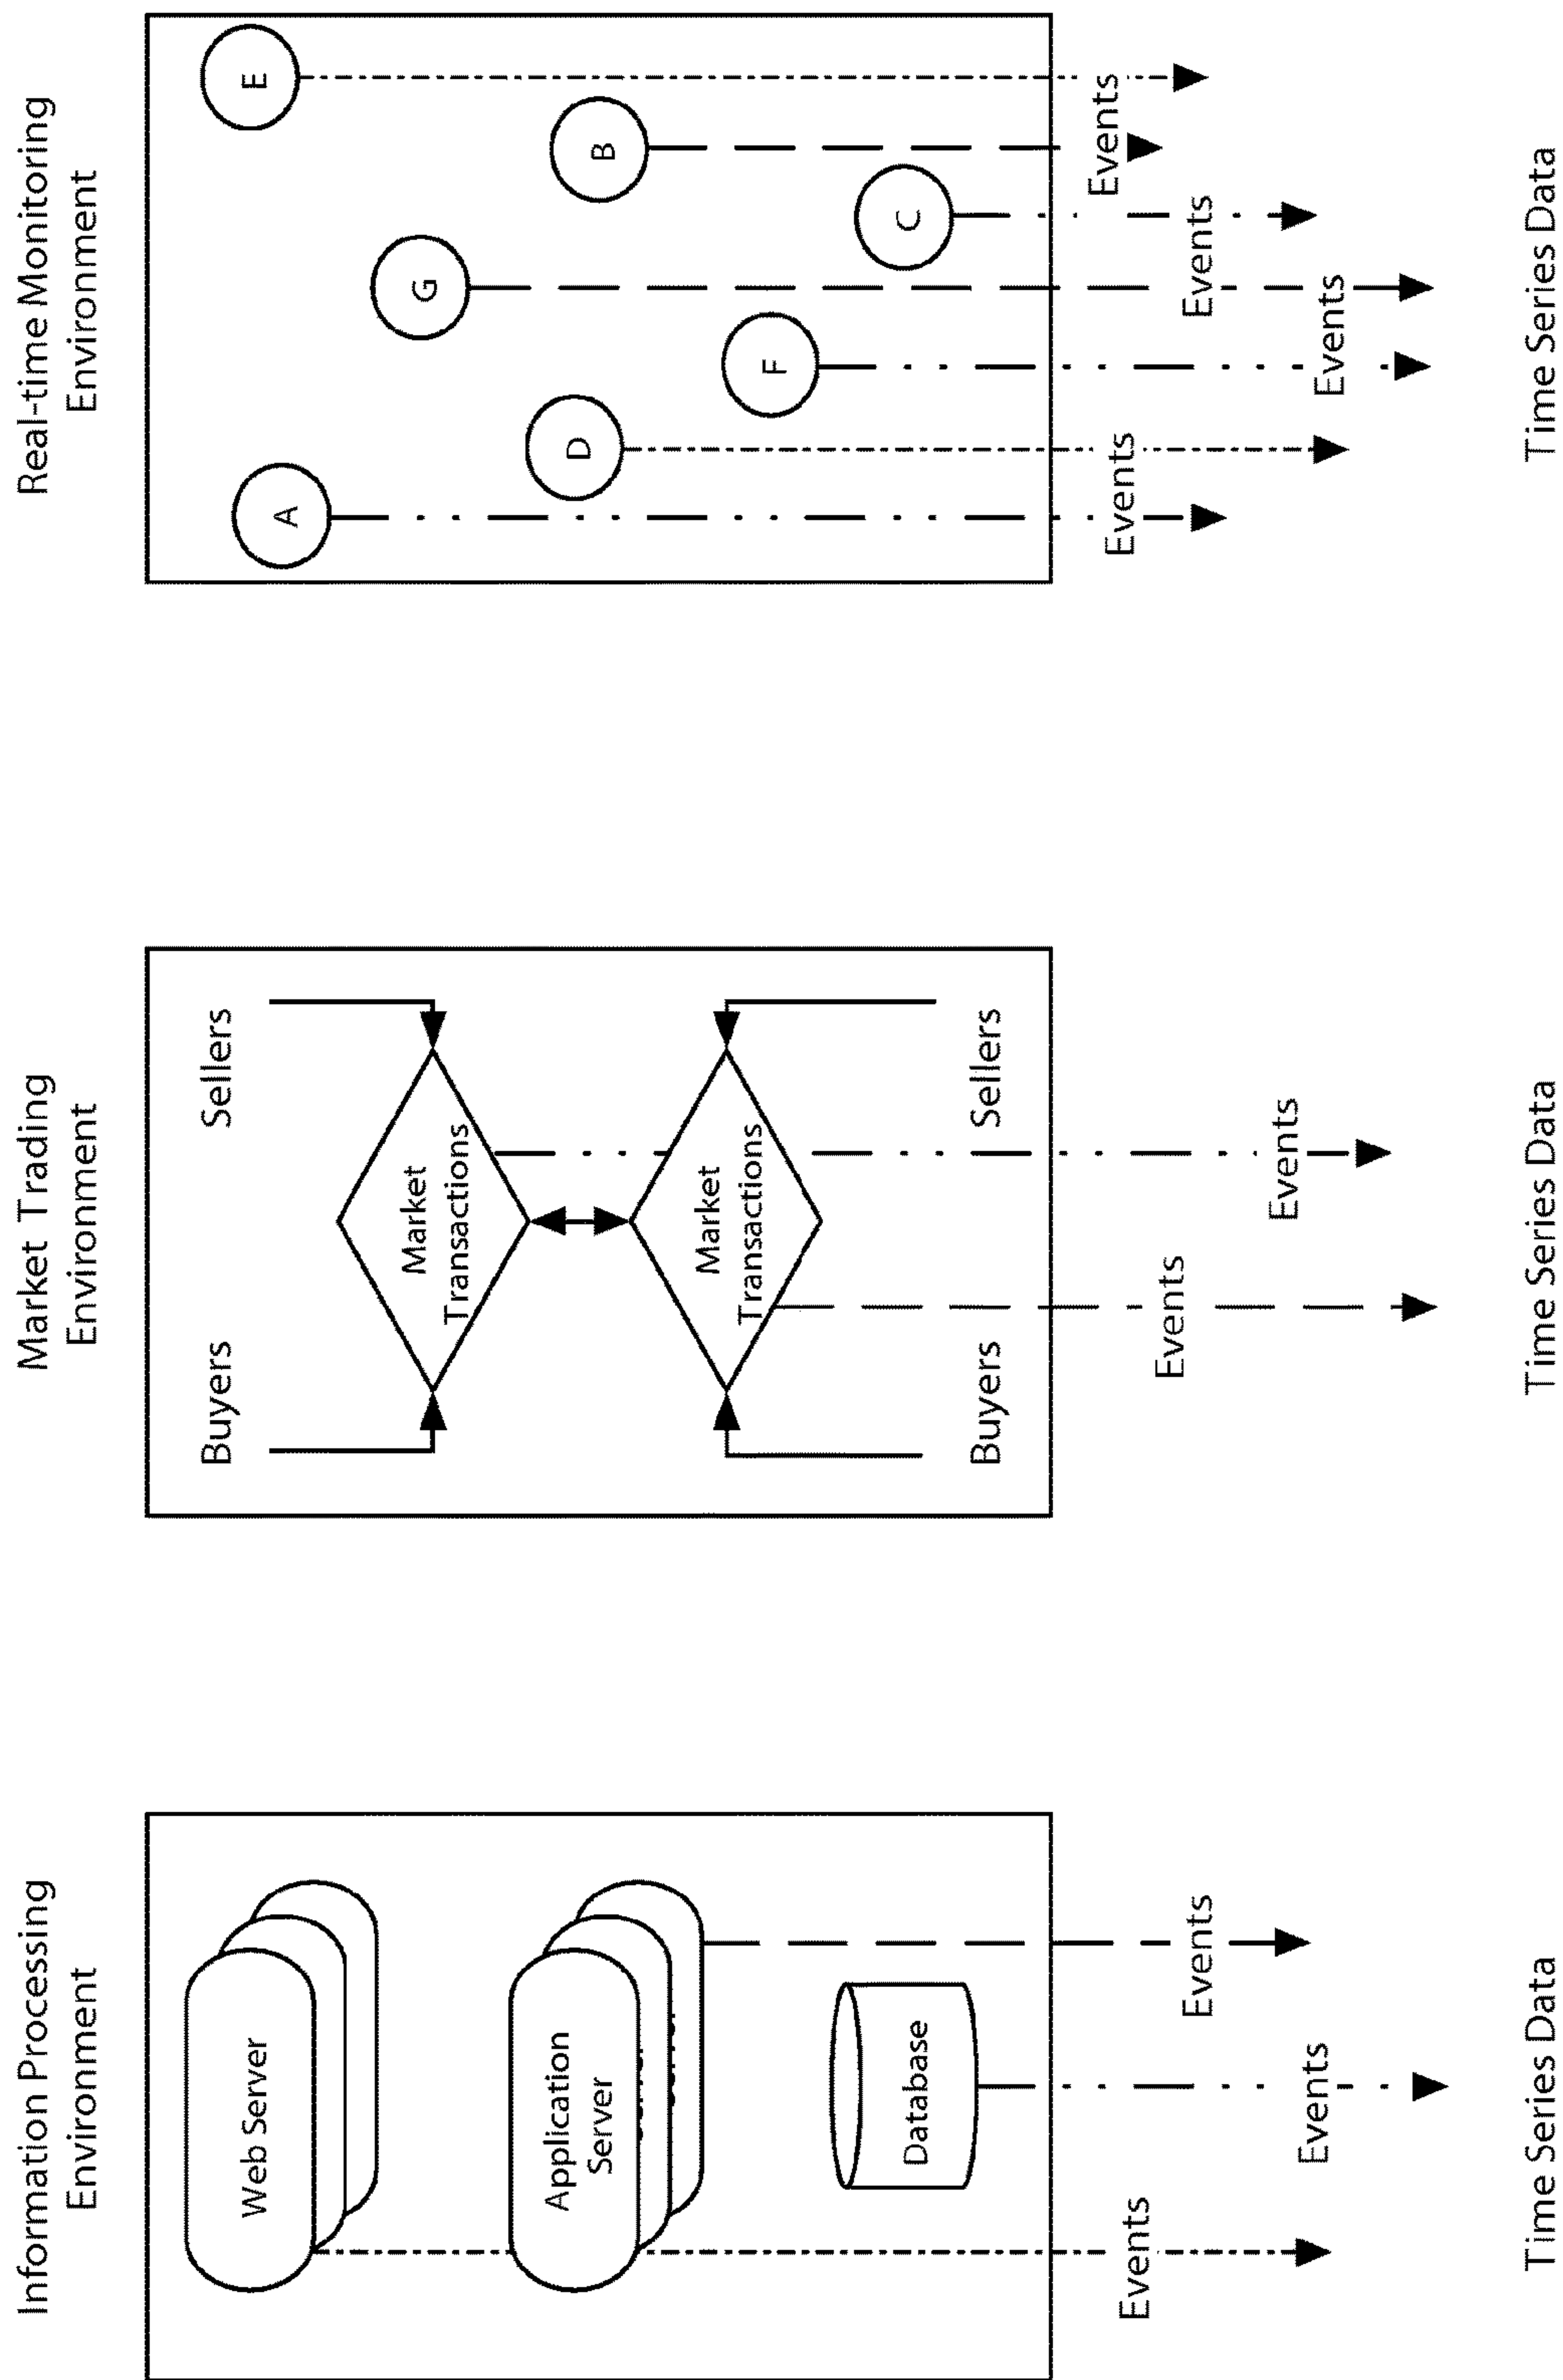 Information Processing
Environment
Web Server
Application
Server
Database
Events
Events
Events
Time Series Data
Market Trading
Environment
Buyers
Sellers
Market
Transactions
Market
Transactions
Buyers
Sellers
Events
Events
Time Series Data
Real-time Monitoring
Environment
A
D
F
G
C
B
E
Events
Events
Events
Events
Time Series Data